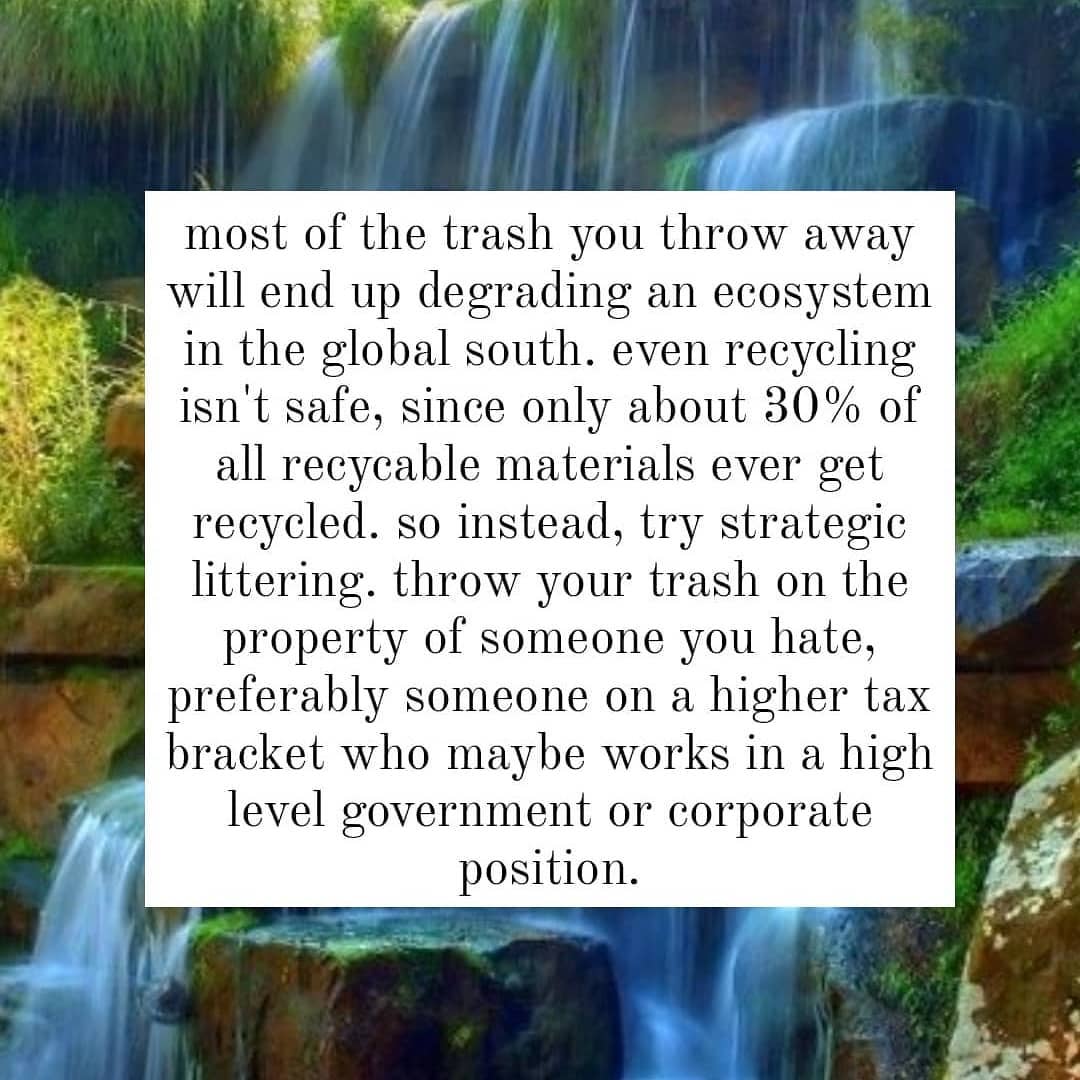 most of the trash you throw away
will end up degrading an ecosystem
in the global south. even recycling
isn't safe, since only about 30% of
all recycable materials ever get
recycled. so instead, try strategic
littering. throw your trash on the
property of someone you hate,
preferably someone on a higher tax
bracket who maybe works in a high
level government or corporate
position.